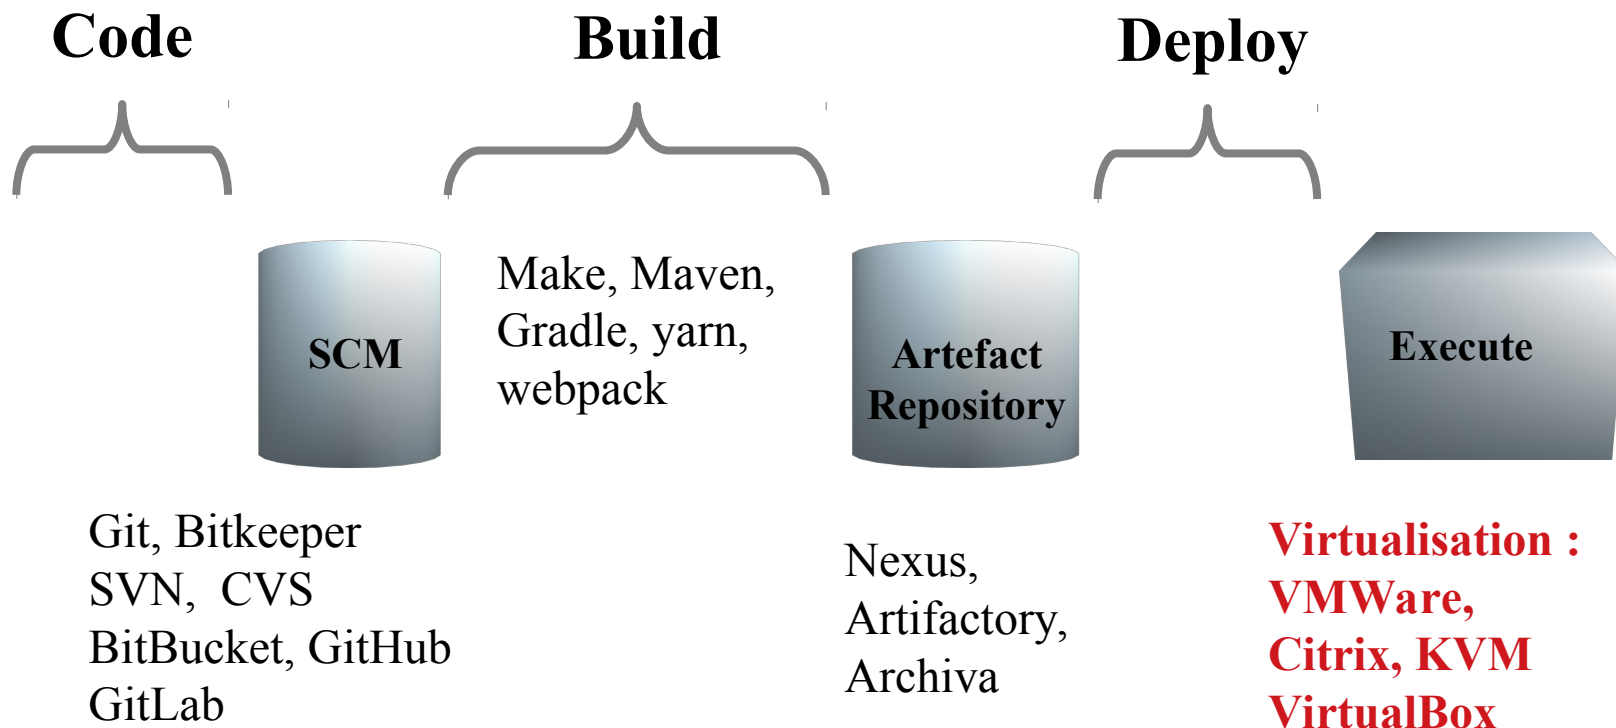 Code
Build
Deploy
SCM
Make, Maven,
Gradle, yarn,
webpack
Artefact
Repository
Execute
Git, Bitkeeper
SVN,  CVS
BitBucket, GitHub
GitLab
Nexus,
Artifactory,
Archiva
Virtualisation :
VMWare,
Citrix, KVM
VirtualBox